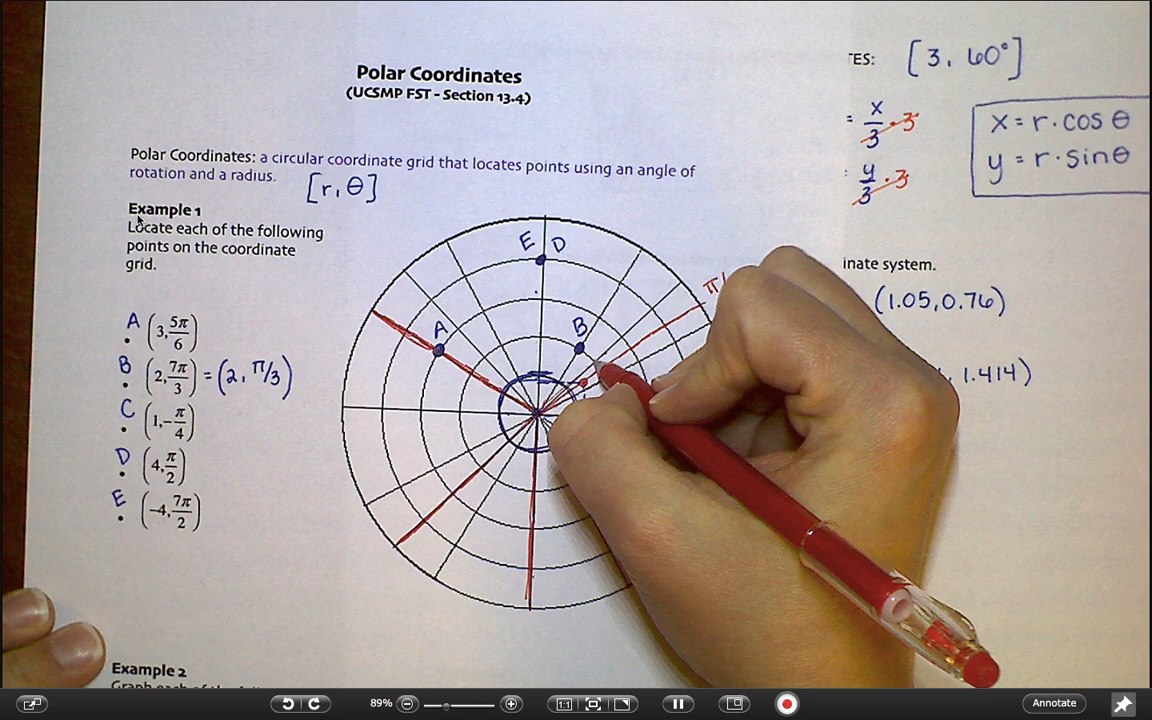 Polar Coordinates
(UCSMP FST - Section 13.4)
Polar Coordinates: a circular coordinate grid that locates points using an angle of
rotation and a radius. [r, θ]
Example 1
Locate each of the following
points on the coordinate
grid.
A (3, 5π/6)
B (2, 7π/3) = (2, π/3)
C (1, -π/4)
D (4, π/2)
E (-4, 7π/2)
E D
A
B
TES: [3, 60°]
= x/3 · 3
: y/3 · 3
x = r · cos θ
y = r · sin θ
inate system.
(1.05, 0.76)
, 1.414)
Example 2
89%
1:1
Annotate